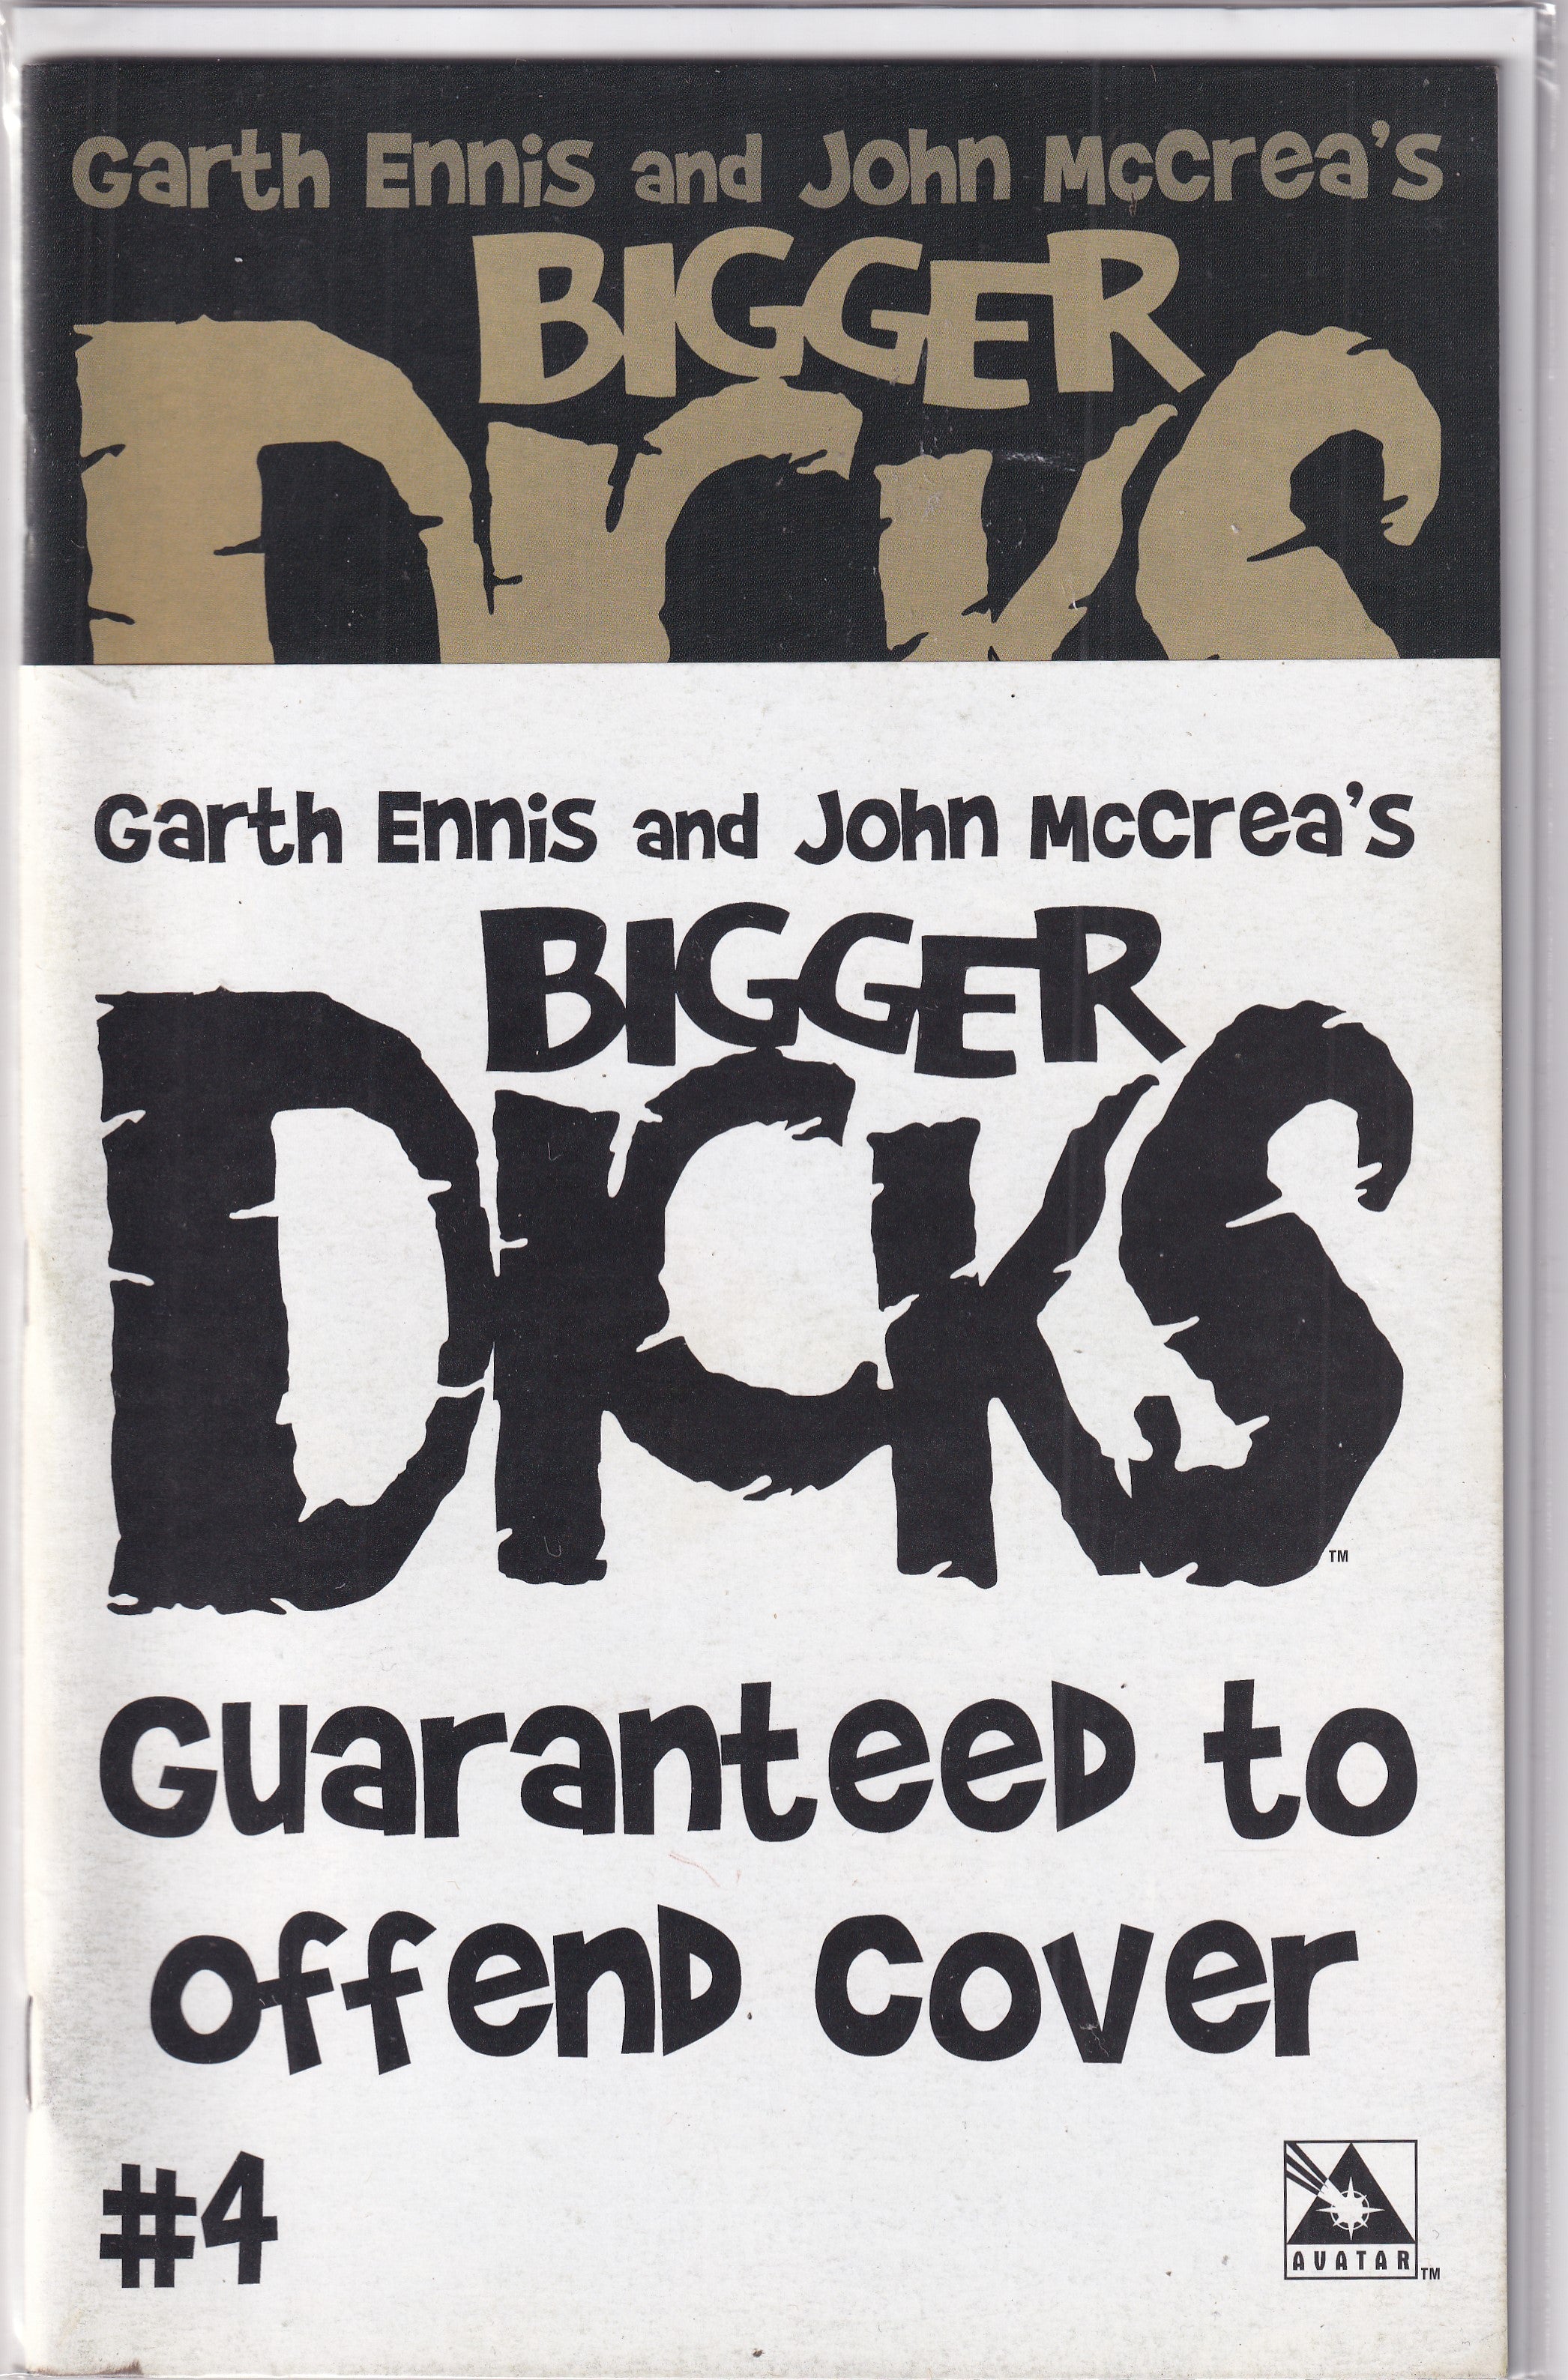 Garth Ennis and John McCrea's
BIGGER
DICKS
Garth Ennis and John McCrea's
BIGGER
DICKS TM
Guaranteed to
offend cover
#4
AVATAR TM